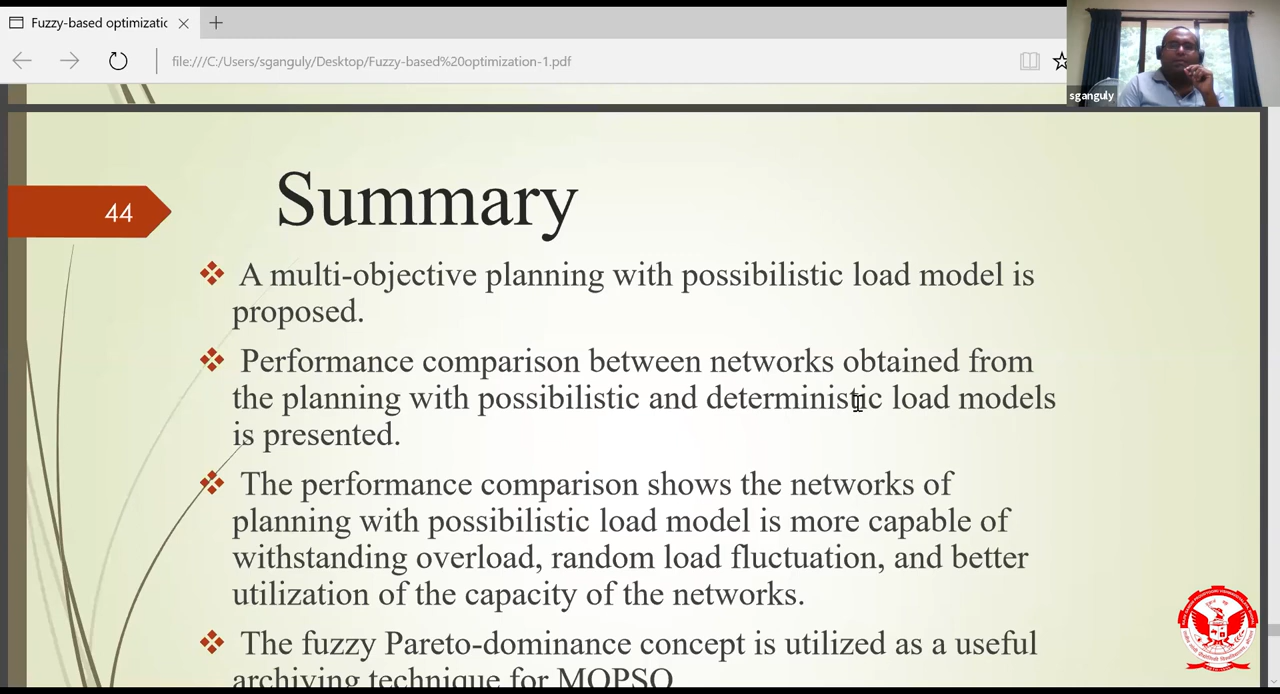 Fuzzy-based optimizatic
file:///C:/Users/sganguly/Desktop/Fuzzy-based%20optimization-1.pdf
sganguly
44
Summary
A multi-objective planning with possibilistic load model is
proposed.
Performance comparison between networks obtained from
the planning with possibilistic and deterministic load models
is presented.
The performance comparison shows the networks of
planning with possibilistic load model is more capable of
withstanding overload, random load fluctuation, and better
utilization of the capacity of the networks.
The fuzzy Pareto-dominance concept is utilized as a useful
archiving technique for MOPSO